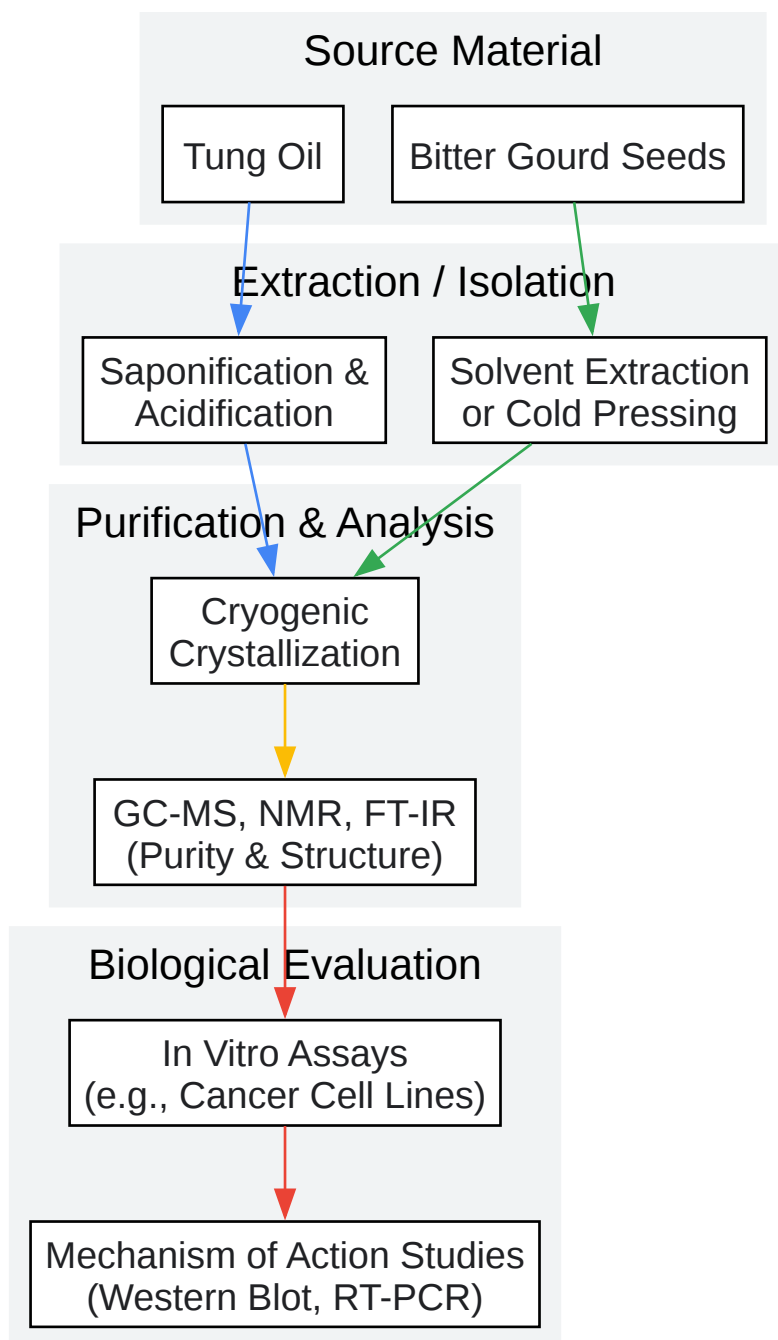 Source Material
Tung Oil
Bitter Gourd Seeds
Extraction / Isolation
Saponification &
Acidification
Solvent Extraction
or Cold Pressing
Purification & Analysis
Cryogenic
Crystallization
GC-MS, NMR, FT-IR
(Purity & Structure)
Biological Evaluation
In Vitro Assays
(e.g., Cancer Cell Lines)
Mechanism of Action Studies
(Western Blot, RT-PCR)